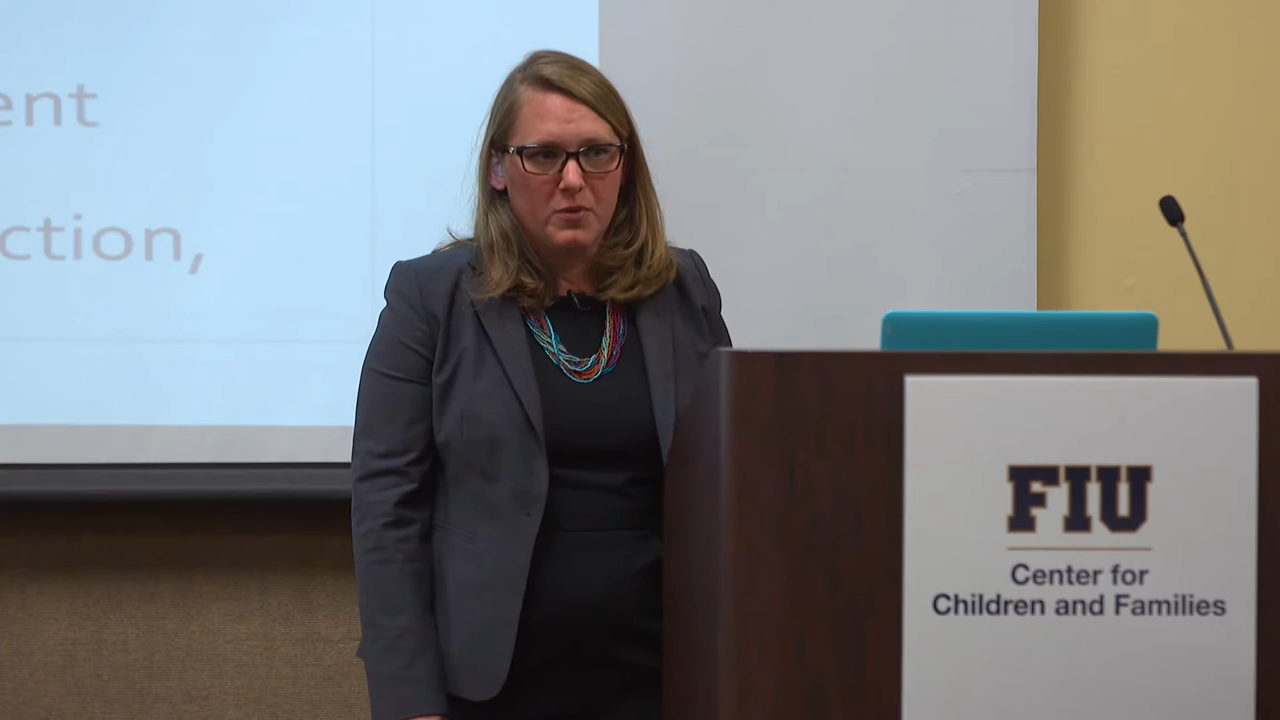 ent
ction,
FIU
Center for
Children and Families